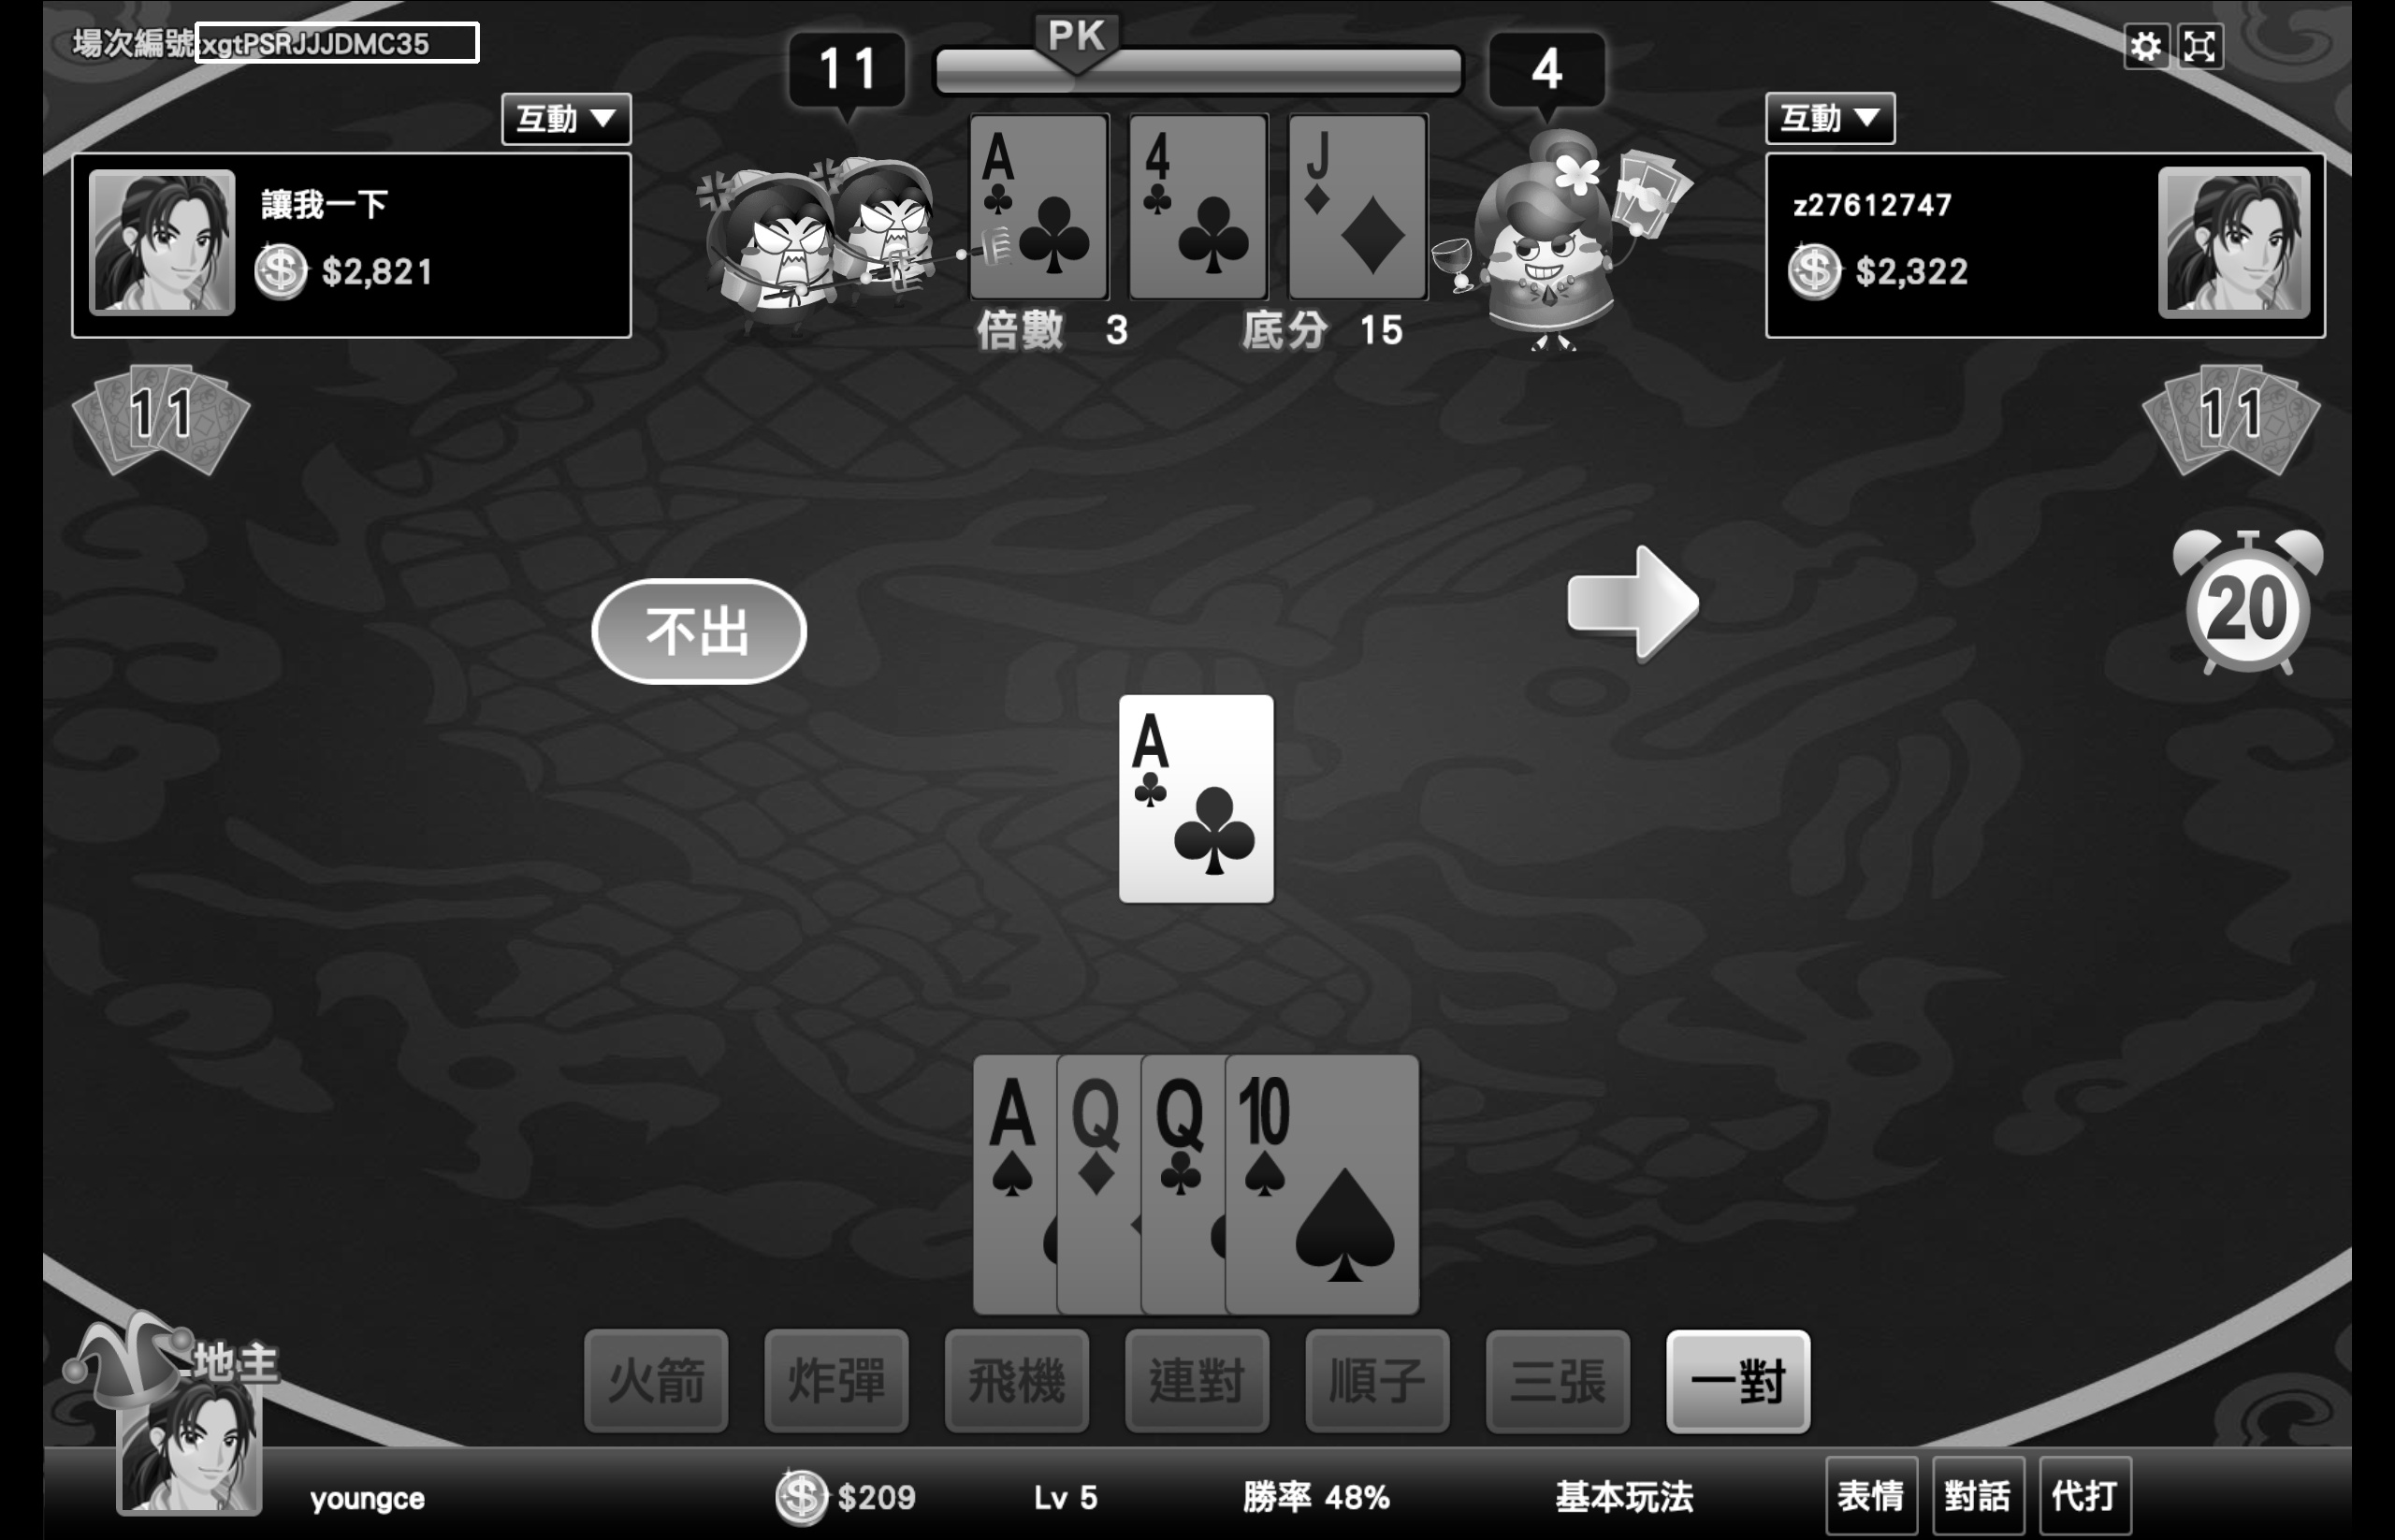 場次編號:xgtPSRJJJDMC35
11
PK
4
互動
互動
讓我一下
$2,821
A
4
J
z27612747
$2,322
倍數 3
底分 15
11
11
不出
20
A
A
Q
Q
10
地主
火箭
炸彈
飛機
連對
順子
三張
一對
youngce
$209
Lv 5
勝率 48%
基本玩法
表情
對話
代打